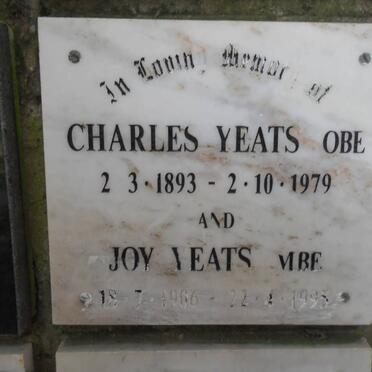 In Loving Memory of
CHARLES YEATS OBE
2 3·1893 - 2·10·1979
AND
JOY YEATS MBE